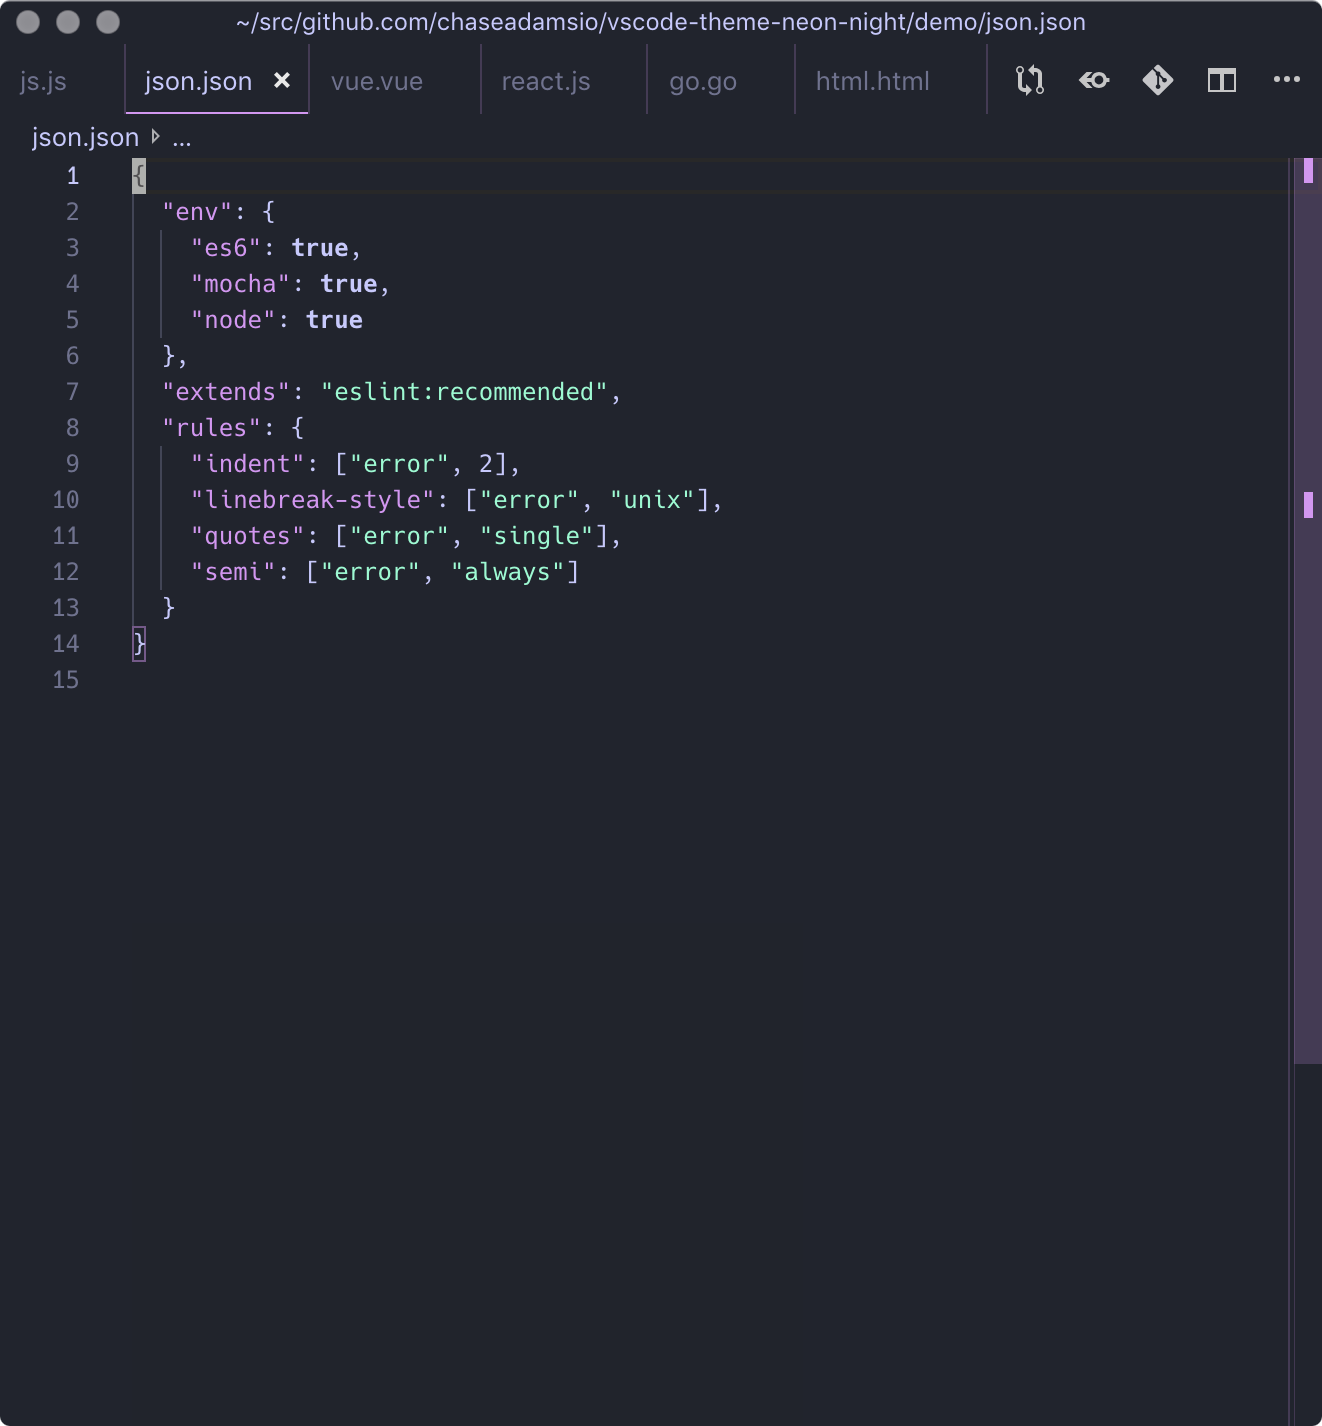 ~/src/github.com/chaseadamsio/vscode-theme-neon-night/demo/json.json
js.js json.json vue.vue react.js go.go html.html
json.json ...
1 {
2   "env": {
3     "es6": true,
4     "mocha": true,
5     "node": true
6   },
7   "extends": "eslint:recommended",
8   "rules": {
9     "indent": ["error", 2],
10     "linebreak-style": ["error", "unix"],
11     "quotes": ["error", "single"],
12     "semi": ["error", "always"]
13   }
14 }
15